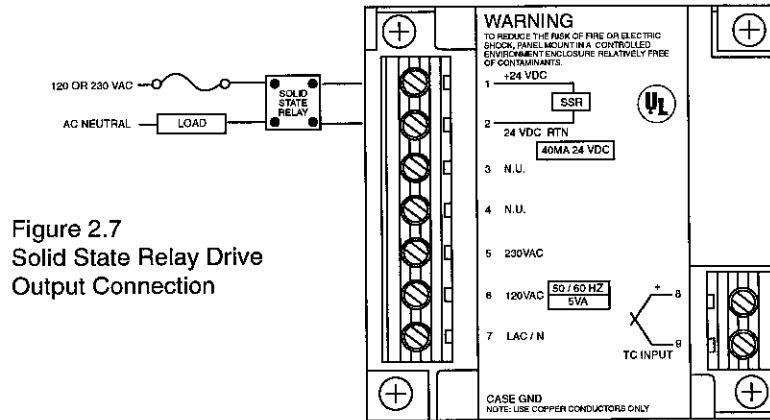 120 OR 230 VAC
SOLID
STATE
RELAY
AC NEUTRAL
LOAD
Figure 2.7
Solid State Relay Drive
Output Connection
WARNING
TO REDUCE THE RISK OF FIRE OR ELECTRIC
SHOCK, PANEL MOUNT IN A CONTROLLED
ENVIRONMENT ENCLOSURE RELATIVELY FREE
OF CONTAMINANTS.
+24 VDC
1
SSR
UL
2
24 VDC RTN
40MA 24 VDC
3 N.U.
4 N.U.
5 230VAC
6 120VAC
50 / 60 HZ
5VA
7 LAC / N
+ 8
- 9
TC INPUT
CASE GND
NOTE: USE COPPER CONDUCTORS ONLY